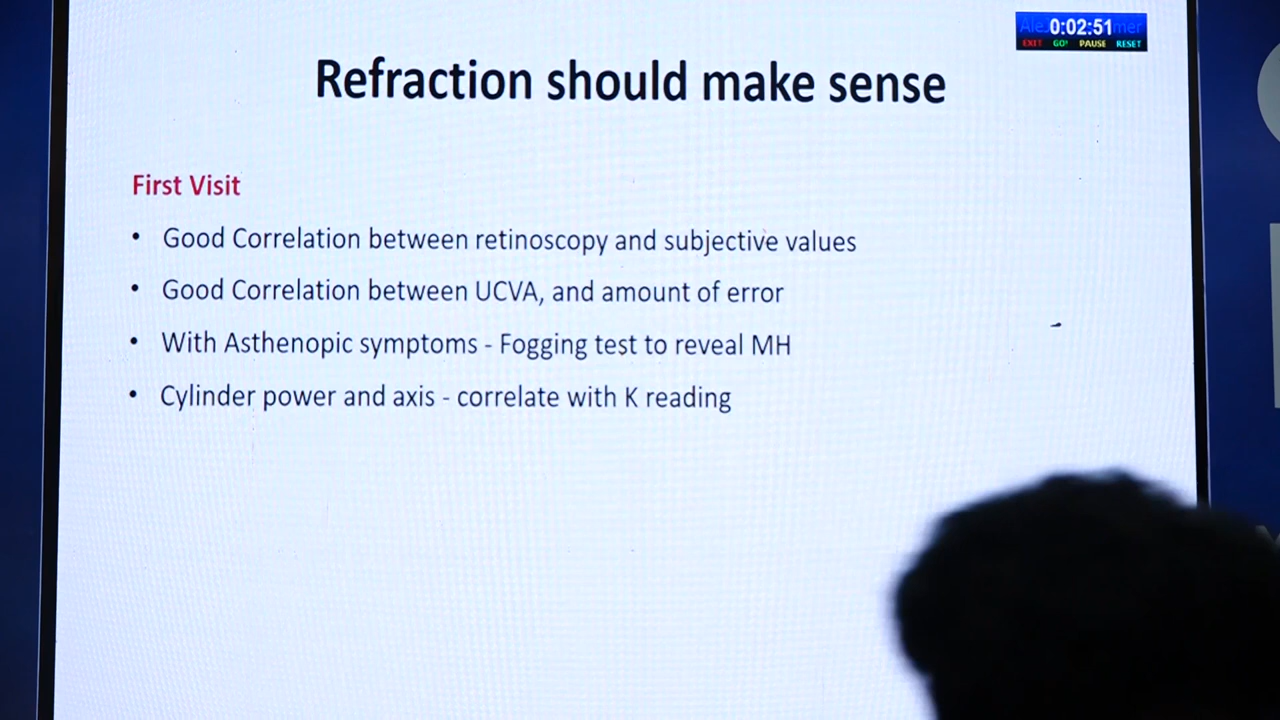 0:02:51
EXIT GO! PAUSE RESET
Refraction should make sense
First Visit
• Good Correlation between retinoscopy and subjective values
• Good Correlation between UCVA, and amount of error
• With Asthenopic symptoms - Fogging test to reveal MH
• Cylinder power and axis - correlate with K reading